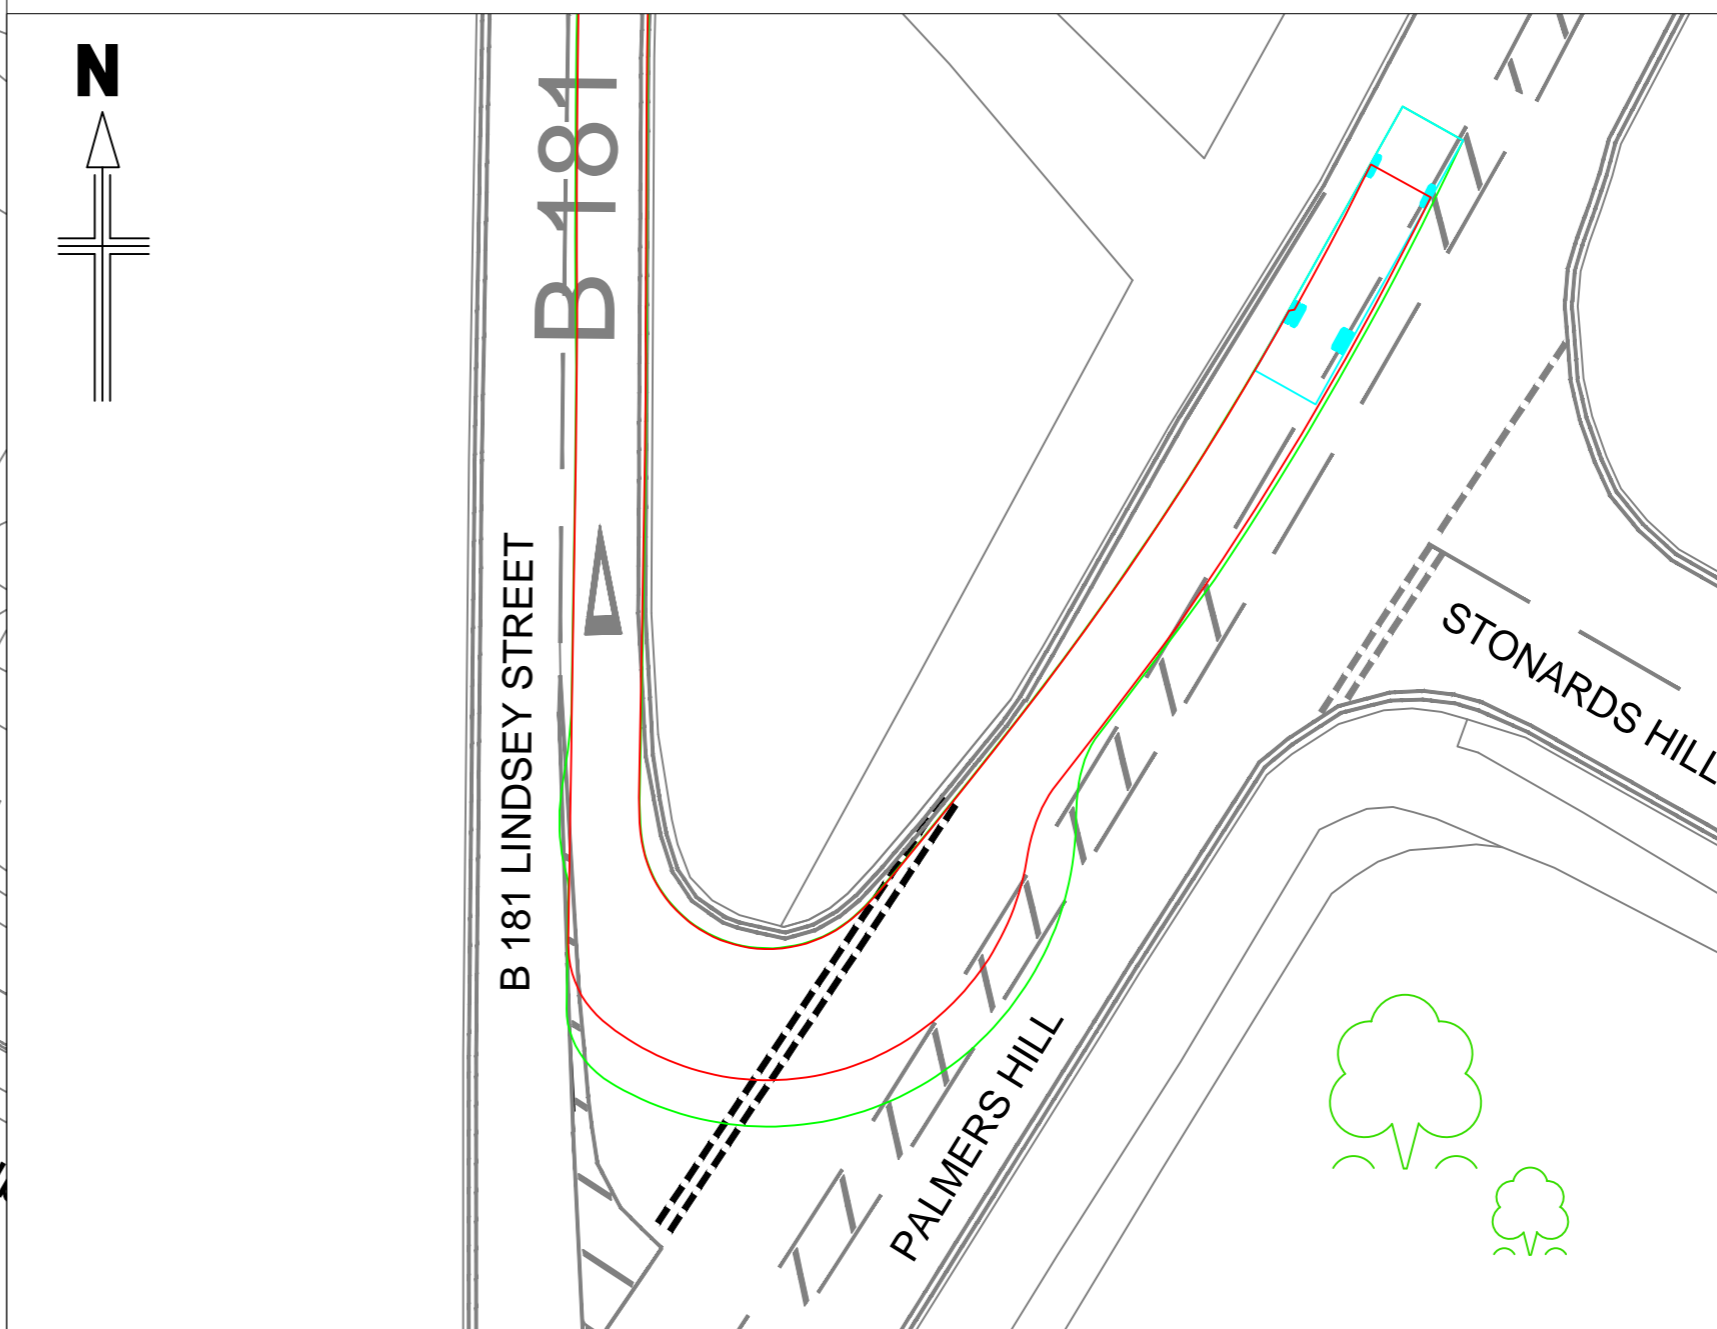 N
B 181
B 181 LINDSEY STREET
STONARDS HILL
PALMERS HILL